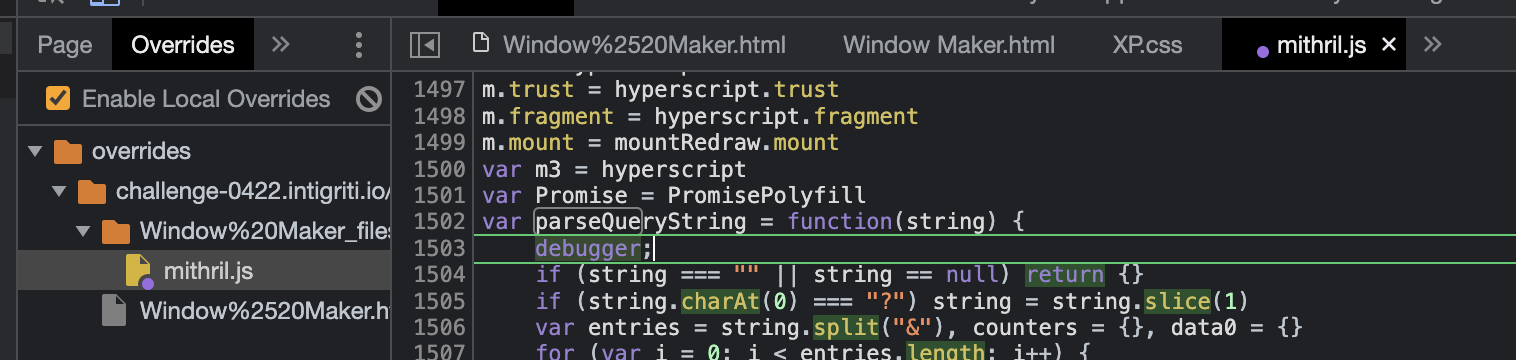 Page Overrides
Enable Local Overrides
overrides
challenge-0422.intigriti.io/
Window%20Maker_files
mithril.js
Window%2520Maker.h
Window%2520Maker.html Window Maker.html XP.css mithril.js ×
1497 m.trust = hyperscript.trust
1498 m.fragment = hyperscript.fragment
1499 m.mount = mountRedraw.mount
1500 var m3 = hyperscript
1501 var Promise = PromisePolyfill
1502 var parseQueryString = function(string) {
1503 debugger;
1504 if (string === "" || string == null) return {}
1505 if (string.charAt(0) === "?") string = string.slice(1)
1506 var entries = string.split("&"), counters = {}, data0 = {}
1507 for (var i = 0; i < entries.length; i++) {